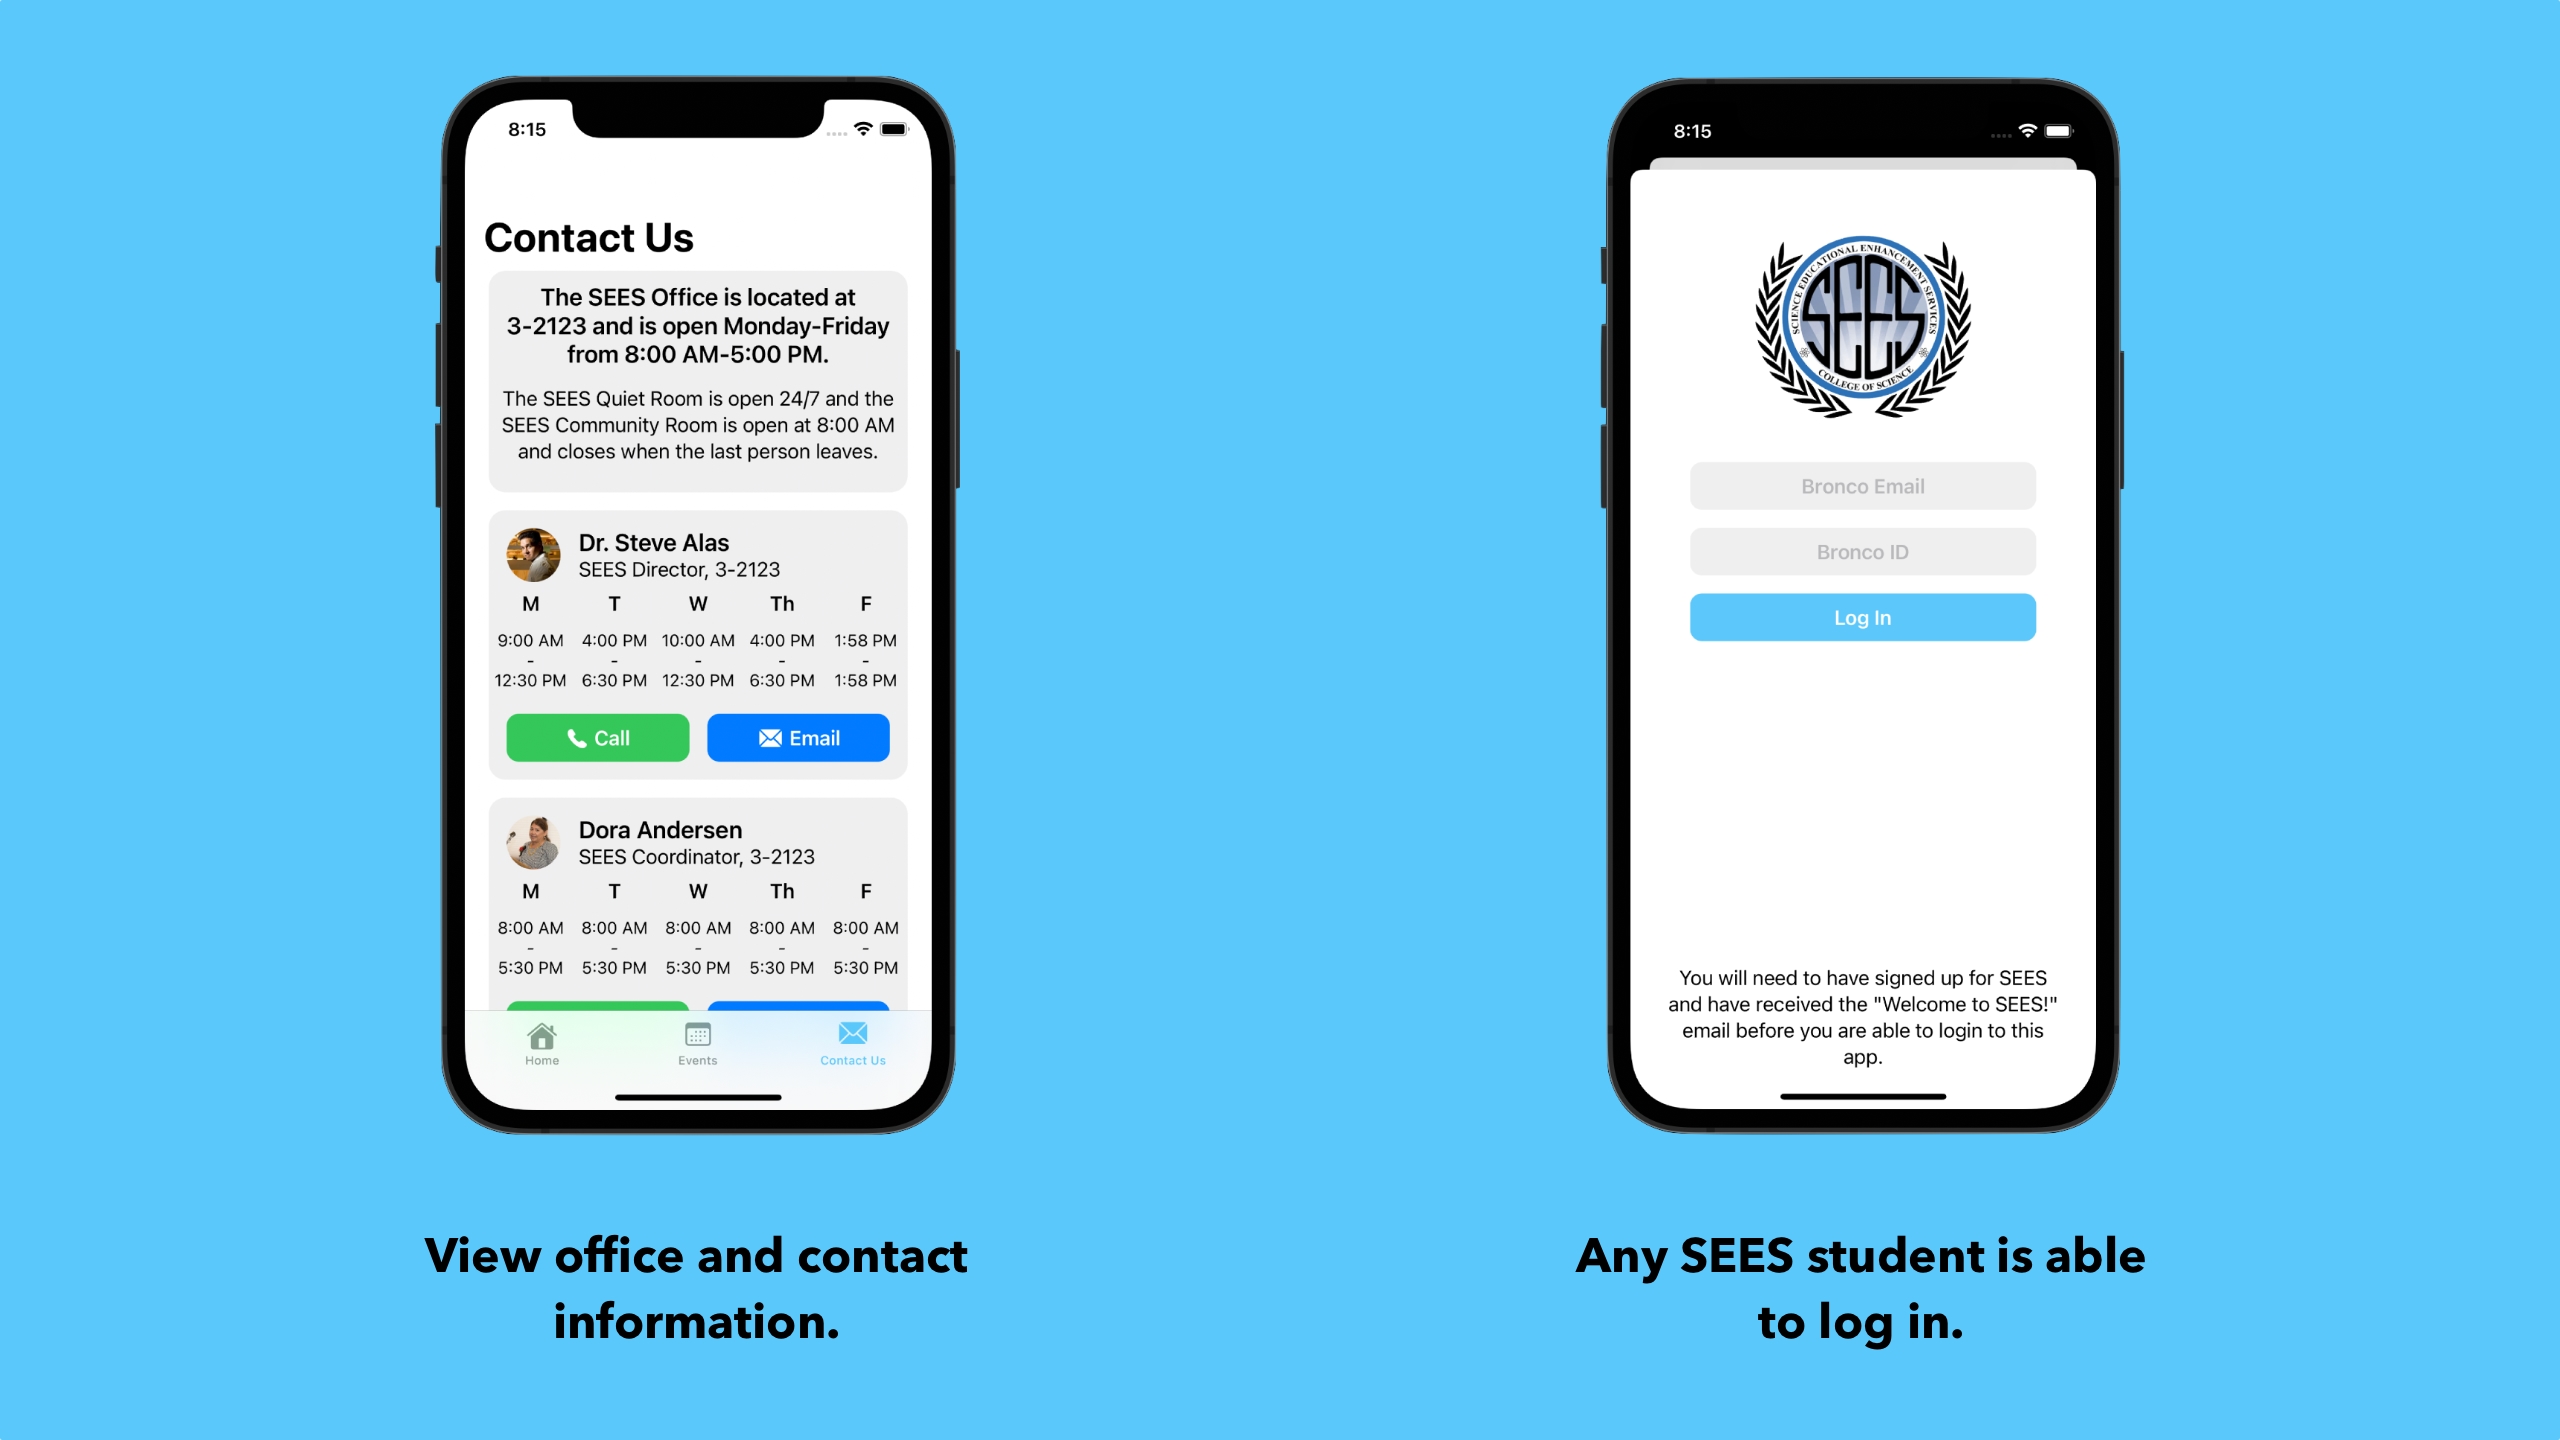 8:15
Contact Us
The SEES Office is located at
3-2123 and is open Monday-Friday
from 8:00 AM-5:00 PM.
The SEES Quiet Room is open 24/7 and the
SEES Community Room is open at 8:00 AM
and closes when the last person leaves.
Dr. Steve Alas
SEES Director, 3-2123
M T W Th F
9:00 AM 4:00 PM 10:00 AM 4:00 PM 1:58 PM
- - - - -
12:30 PM 6:30 PM 12:30 PM 6:30 PM 1:58 PM
Call Email
Dora Andersen
SEES Coordinator, 3-2123
M T W Th F
8:00 AM 8:00 AM 8:00 AM 8:00 AM 8:00 AM
- - - - -
5:30 PM 5:30 PM 5:30 PM 5:30 PM 5:30 PM
Home Events Contact Us
View office and contact
information.
8:15
SCIENCE EDUCATIONAL ENHANCEMENT SERVICES
SEES
COLLEGE OF SCIENCE
Bronco Email
Bronco ID
Log In
You will need to have signed up for SEES
and have received the "Welcome to SEES!"
email before you are able to login to this
app.
Any SEES student is able
to log in.